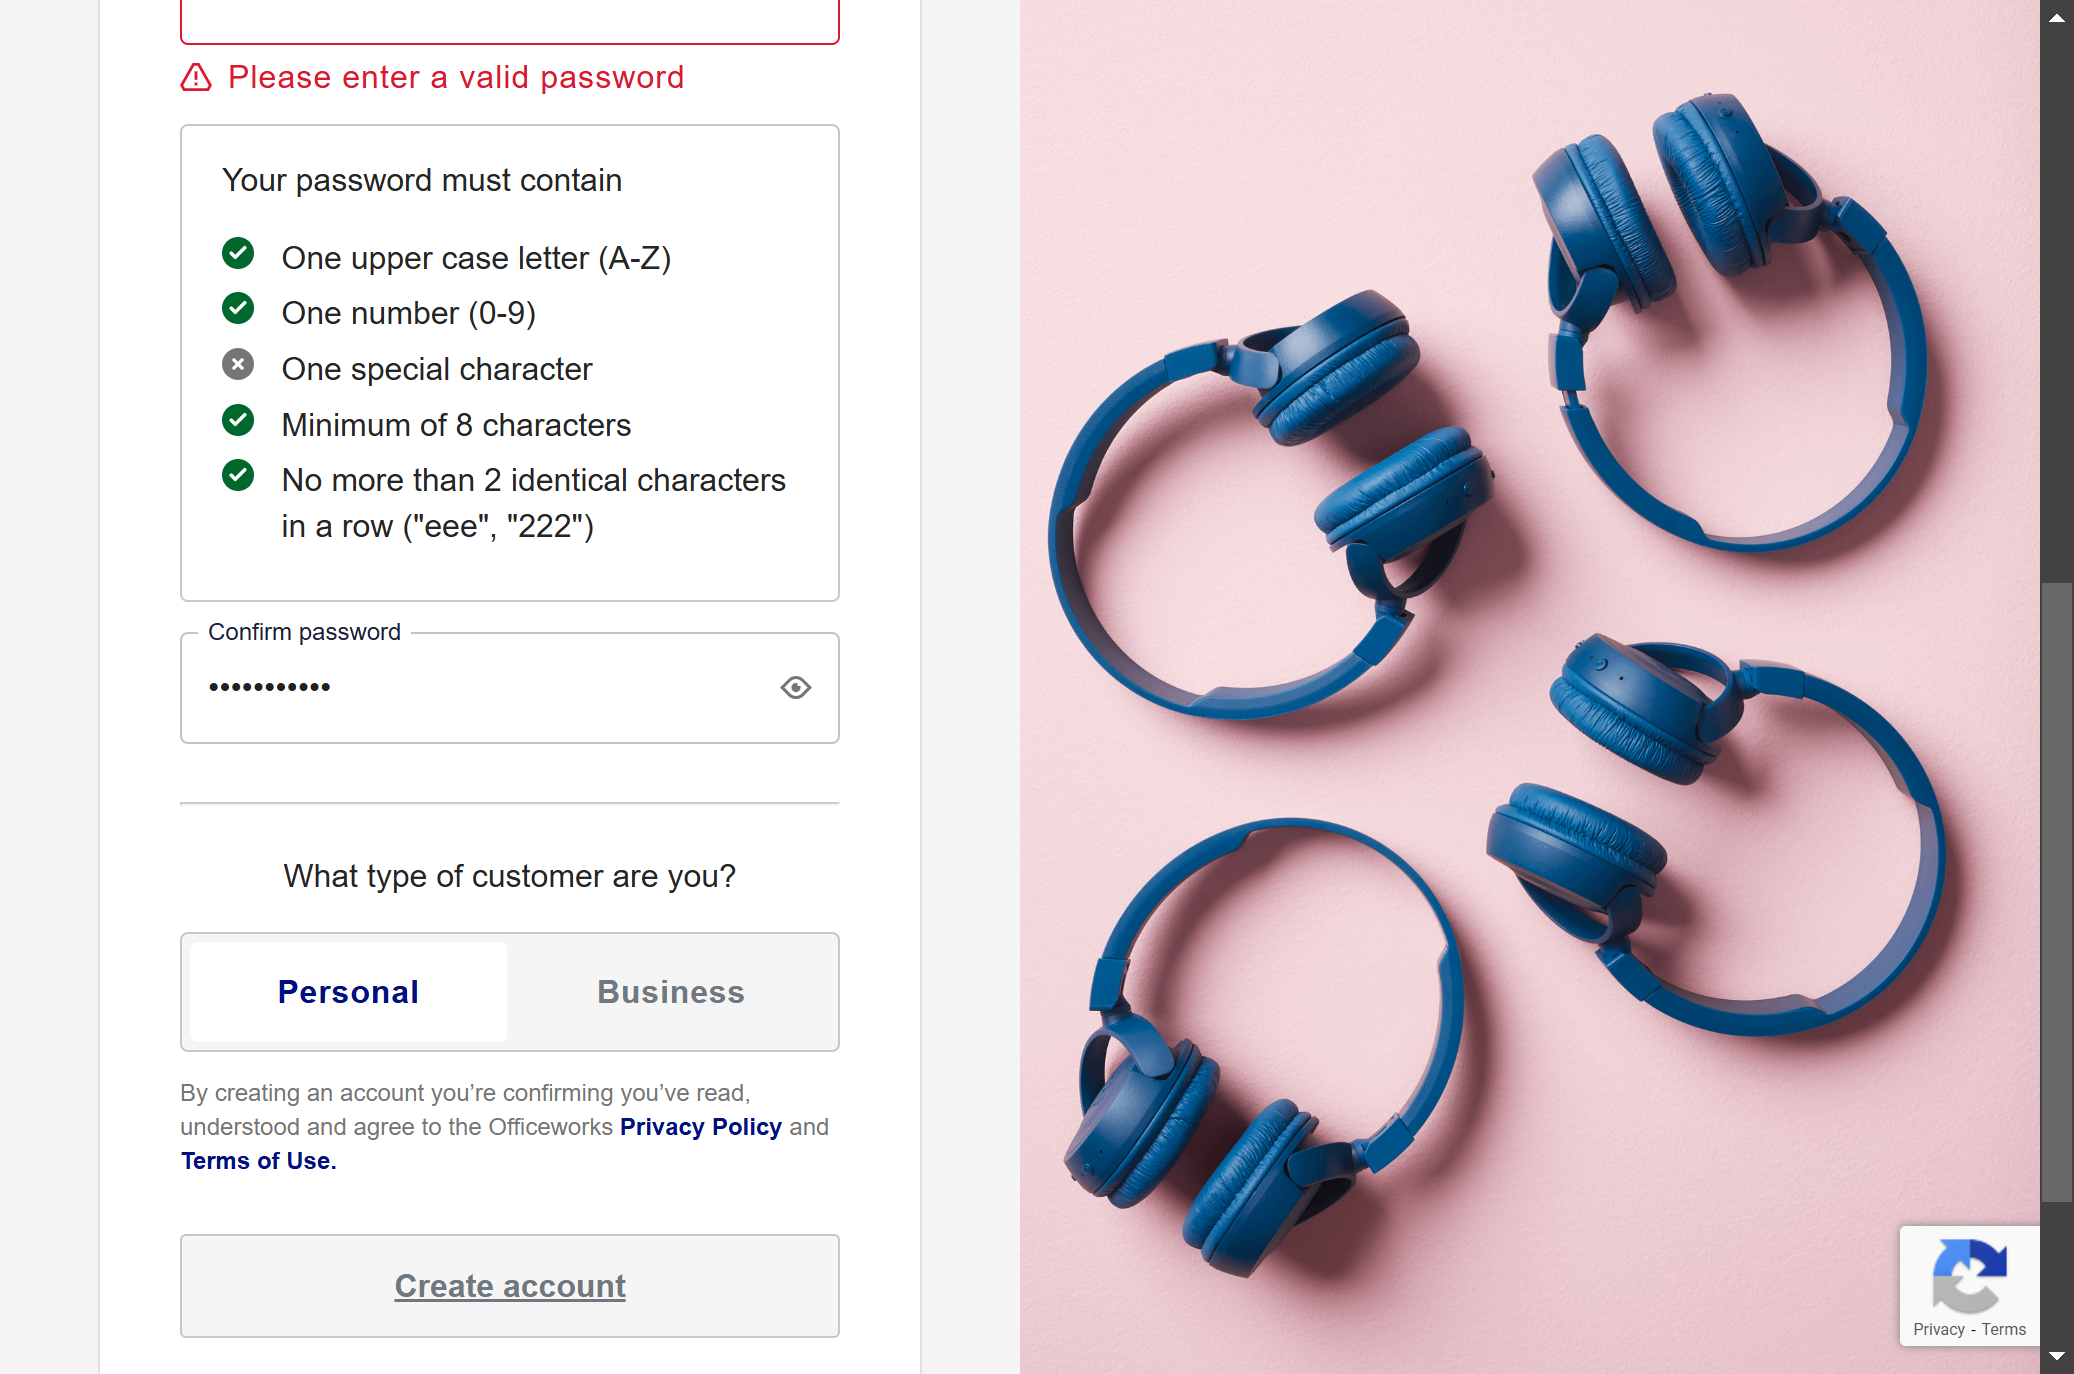 Please enter a valid password
Your password must contain
One upper case letter (A-Z)
One number (0-9)
One special character
Minimum of 8 characters
No more than 2 identical characters
in a row ("eee", "222")
Confirm password
•••••••••••
What type of customer are you?
Personal
Business
By creating an account you’re confirming you’ve read,
understood and agree to the Officeworks Privacy Policy and
Terms of Use.
Create account
Privacy - Terms